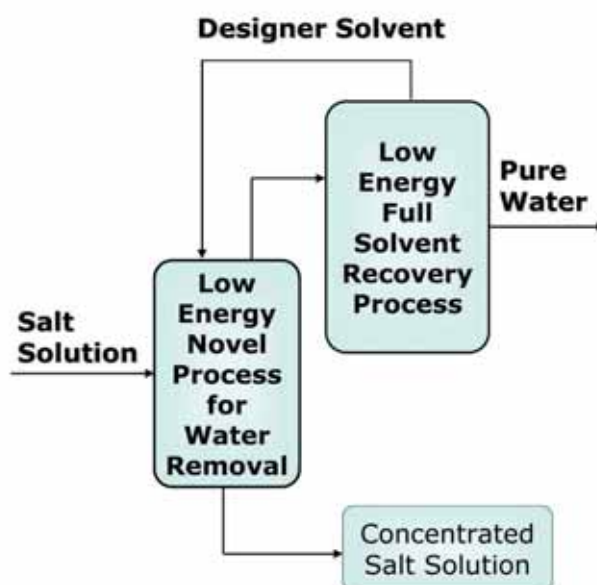 Designer Solvent
Low
Energy
Full
Solvent
Recovery
Process
Pure
Water
Salt
Solution
Low
Energy
Novel
Process
for
Water
Removal
Concentrated
Salt Solution